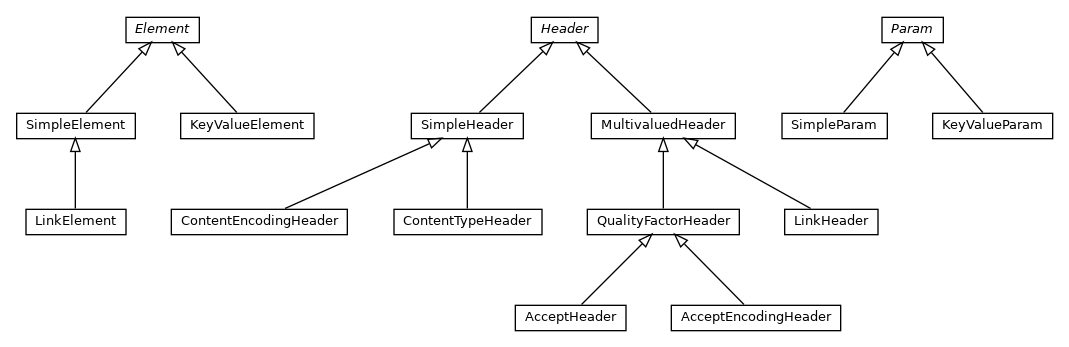 Element
Header
Param
SimpleElement
KeyValueElement
SimpleHeader
MultivaluedHeader
SimpleParam
KeyValueParam
LinkElement
ContentEncodingHeader
ContentTypeHeader
QualityFactorHeader
LinkHeader
AcceptHeader
AcceptEncodingHeader